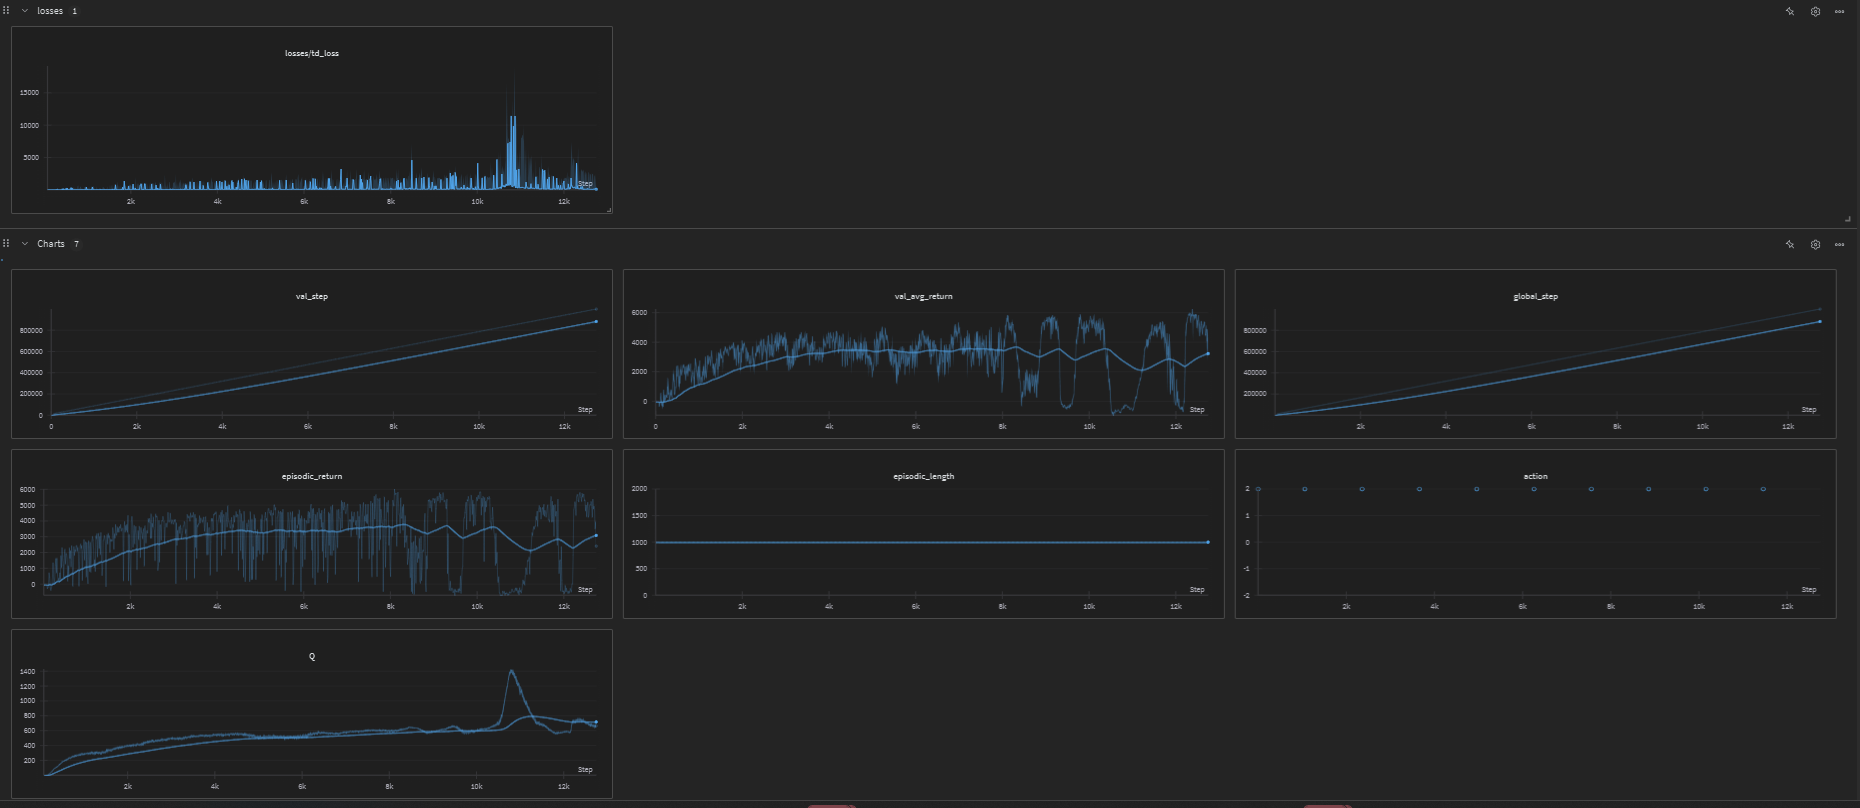 losses 1
losses/td_loss
15000
10000
5000
Step
2k 4k 6k 8k 10k 12k
Charts 7
val_step
800000
600000
400000
200000
0
Step
0 2k 4k 6k 8k 10k 12k
val_avg_return
6000
4000
2000
0
Step
0 2k 4k 6k 8k 10k 12k
global_step
800000
600000
400000
200000
Step
2k 4k 6k 8k 10k 12k
episodic_return
6000
5000
4000
3000
2000
1000
0
Step
2k 4k 6k 8k 10k 12k
episodic_length
2000
1500
1000
500
0
Step
2k 4k 6k 8k 10k 12k
action
2
1
0
-1
-2
Step
2k 4k 6k 8k 10k 12k
Q
1400
1200
1000
800
600
400
200
Step
2k 4k 6k 8k 10k 12k